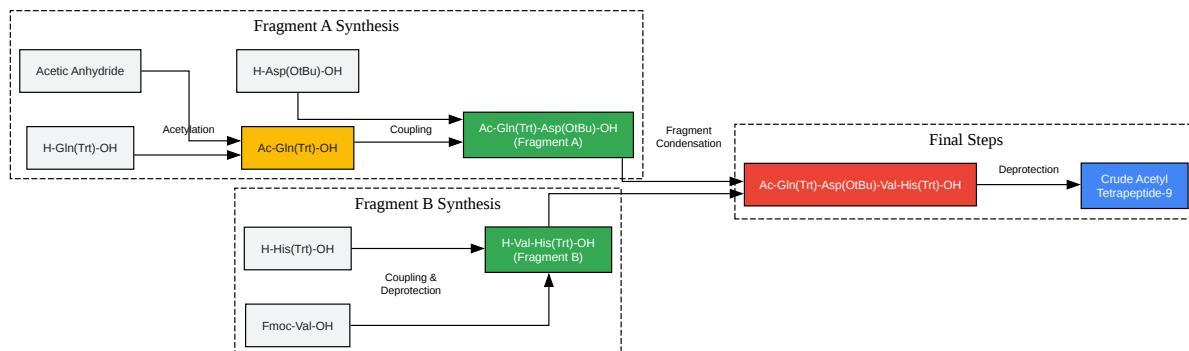 Fragment A Synthesis
Acetic Anhydride
H-Asp(OtBu)-OH
Acetylation
H-Gln(Trt)-OH
Ac-Gln(Trt)-OH
Coupling
Ac-Gln(Trt)-Asp(OtBu)-OH
(Fragment A)
Fragment
Condensation
Fragment B Synthesis
H-His(Trt)-OH
H-Val-His(Trt)-OH
(Fragment B)
Coupling &
Deprotection
Fmoc-Val-OH
Final Steps
Ac-Gln(Trt)-Asp(OtBu)-Val-His(Trt)-OH
Deprotection
Crude Acetyl
Tetrapeptide-9